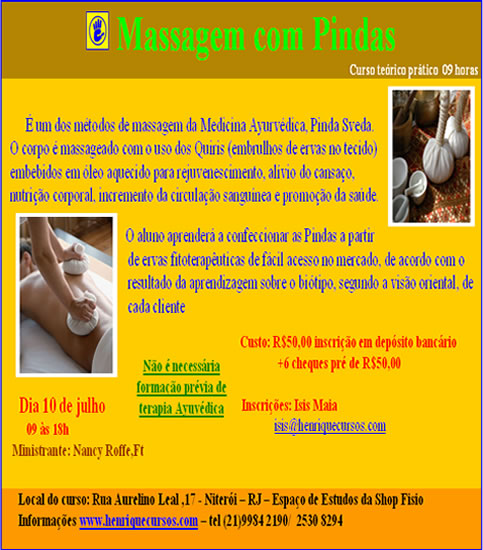 Massagem com Pindas
Curso teórico prático 09 horas
É um dos métodos de massagem da Medicina Ayurvédica, Pinda Sveda.
O corpo é massageado com o uso dos Quiris (embrulhos de ervas no tecido)
embebidos em óleo aquecido para rejuvenescimento, alívio do cansaço,
nutrição corporal, incremento da circulação sanguinea e promoção da saúde.
O aluno aprenderá a confeccionar as Pindas a partir
de ervas fitoterapêuticas de fácil acesso no mercado, de acordo com o
resultado da aprendizagem sobre o biótipo, segundo a visão oriental, de
cada cliente
Custo: R$50,00 inscrição em depósito bancário
+6 cheques pré de R$50,00
Não é necessária
formação prévia de
terapia Ayuvédica
Dia 10 de julho
09 às 18h
Ministrante: Nancy Roffe,Ft
Inscrições: Isis Maia
isis@henriquecursos.com
Local do curso: Rua Aurelino Leal ,17 - Niterói – RJ – Espaço de Estudos da Shop Fisio
Informações www.henriquecursos.com – tel (21)9984 2190/ 2530 8294